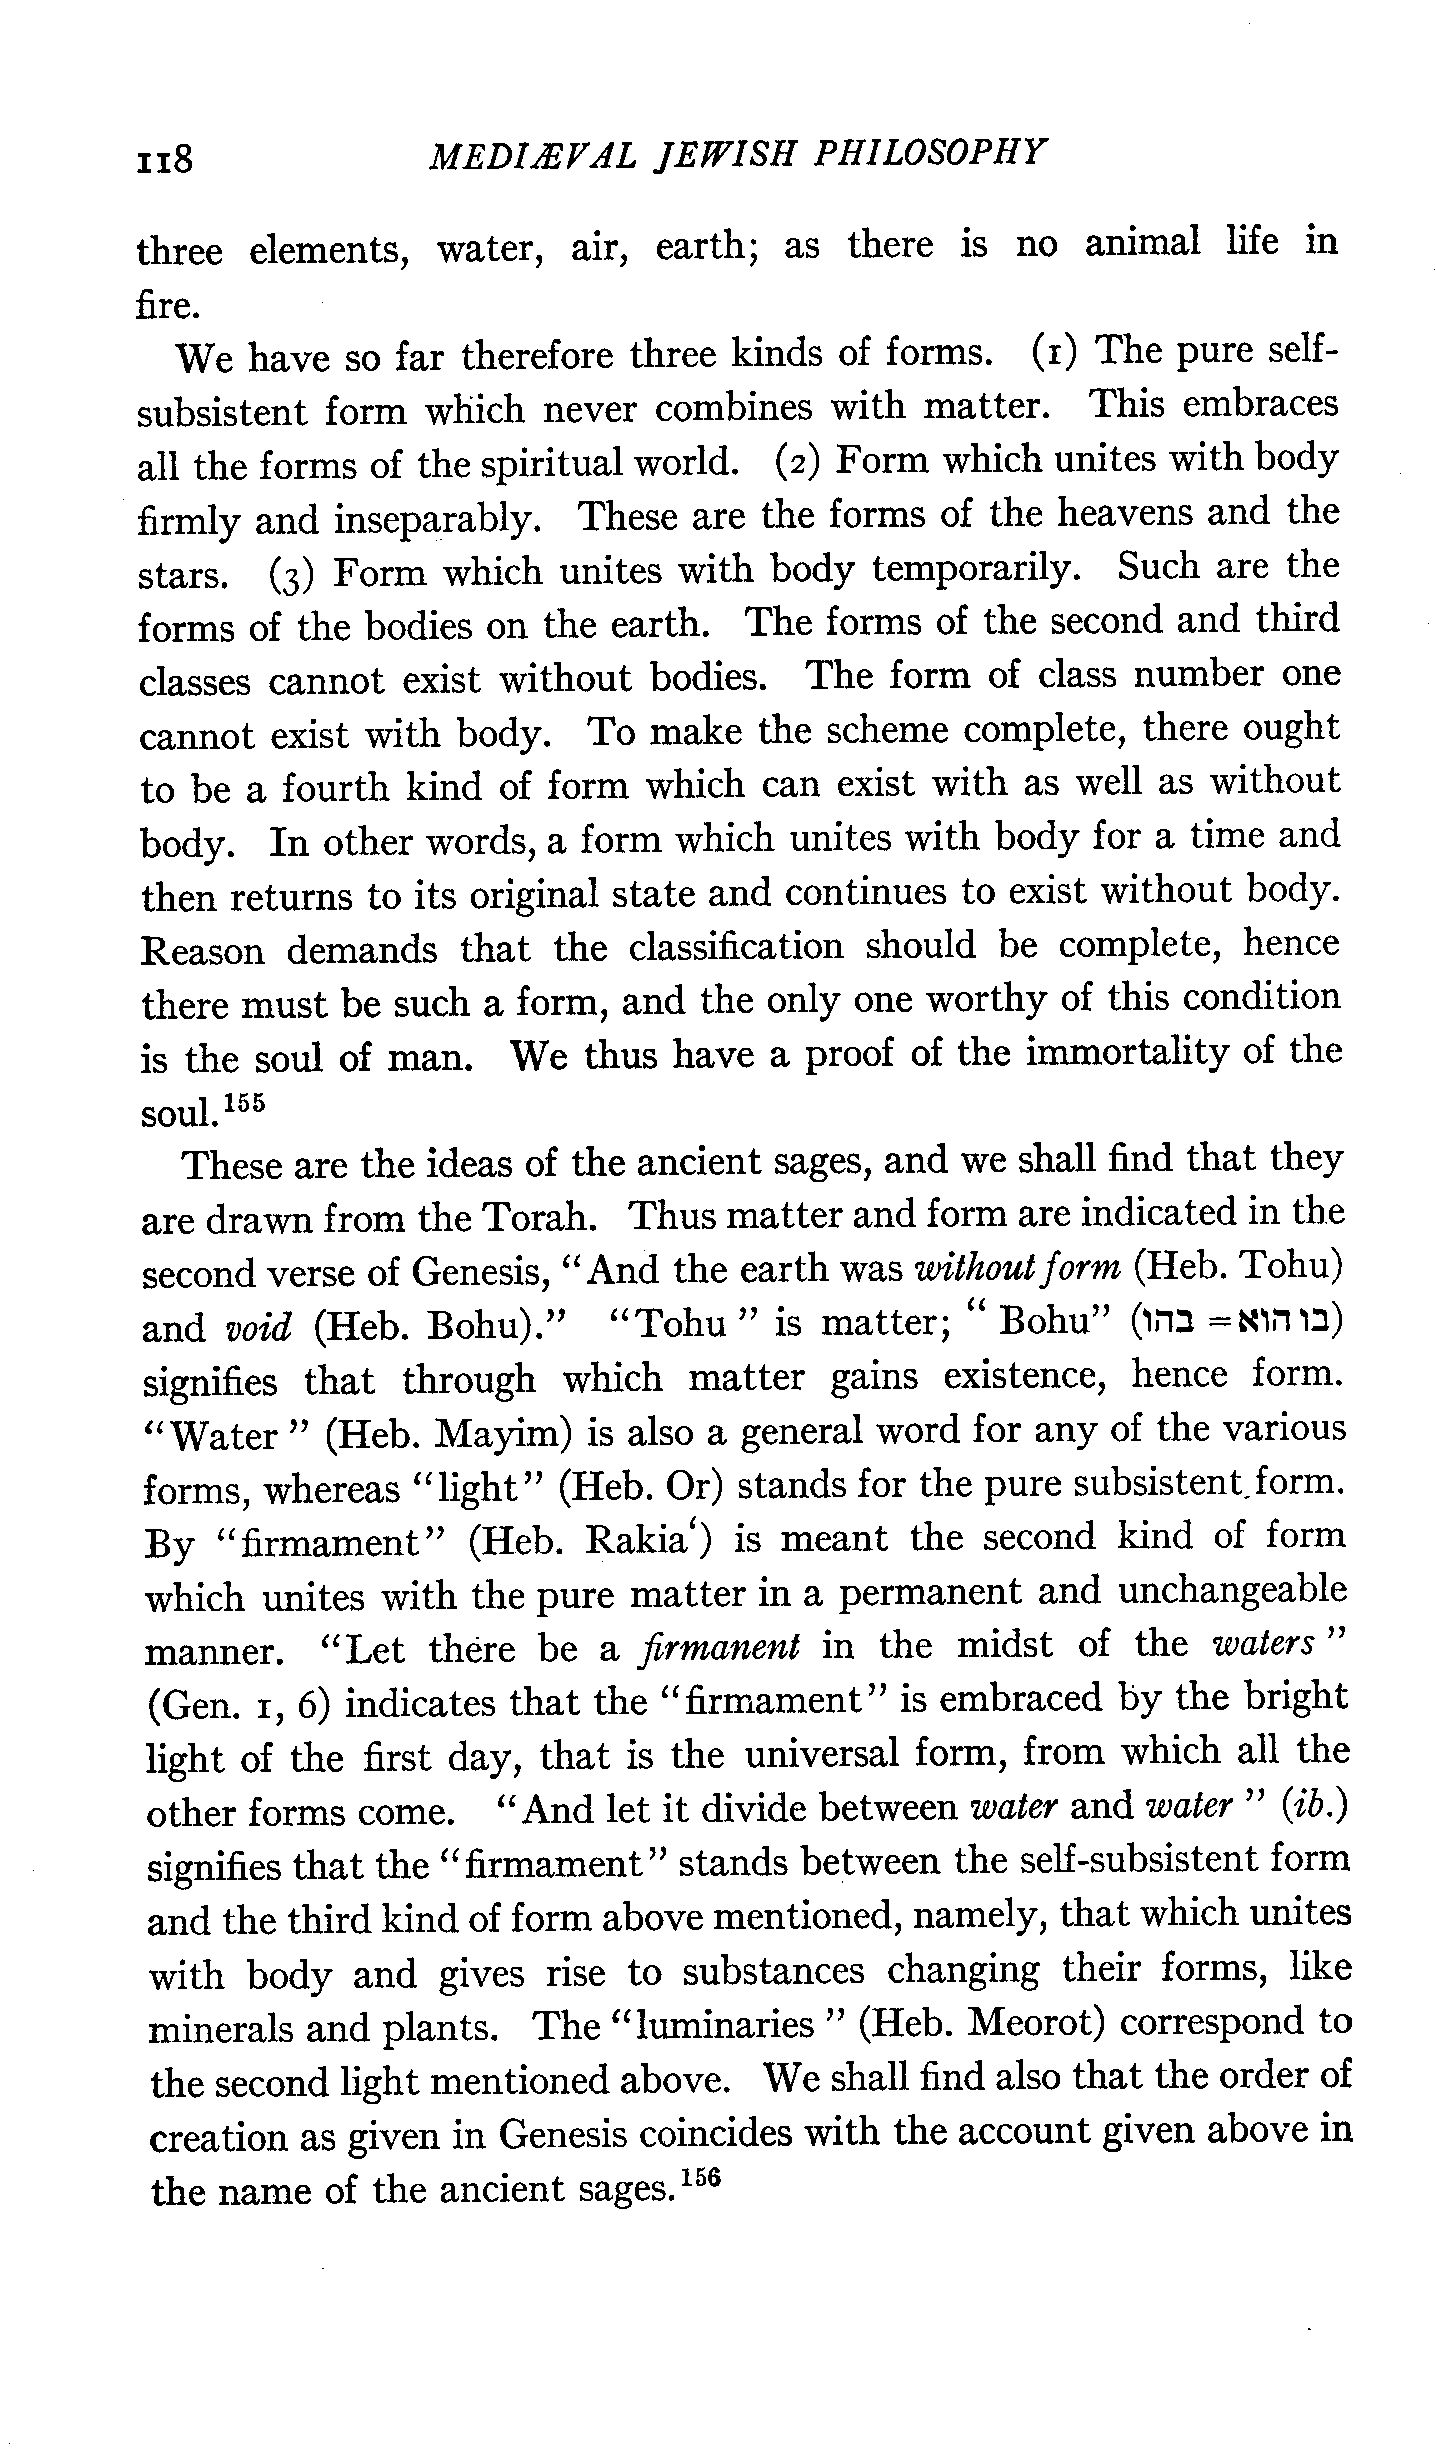 118 MEDIÆVAL JEWISH PHILOSOPHY
three elements, water, air, earth; as there is no animal life in
fire.
We have so far therefore three kinds of forms. (1) The pure self-
subsistent form which never combines with matter. This embraces
all the forms of the spiritual world. (2) Form which unites with body
firmly and inseparably. These are the forms of the heavens and the
stars. (3) Form which unites with body temporarily. Such are the
forms of the bodies on the earth. The forms of the second and third
classes cannot exist without bodies. The form of class number one
cannot exist with body. To make the scheme complete, there ought
to be a fourth kind of form which can exist with as well as without
body. In other words, a form which unites with body for a time and
then returns to its original state and continues to exist without body.
Reason demands that the classification should be complete, hence
there must be such a form, and the only one worthy of this condition
is the soul of man. We thus have a proof of the immortality of the
soul.¹⁵⁵
These are the ideas of the ancient sages, and we shall find that they
are drawn from the Torah. Thus matter and form are indicated in the
second verse of Genesis, "And the earth was without form (Heb. Tohu)
and void (Heb. Bohu)." "Tohu" is matter; "Bohu" (בו הוא = בהו)
signifies that through which matter gains existence, hence form.
"Water" (Heb. Mayim) is also a general word for any of the various
forms, whereas "light" (Heb. Or) stands for the pure subsistent form.
By "firmament" (Heb. Rakia‘) is meant the second kind of form
which unites with the pure matter in a permanent and unchangeable
manner. "Let there be a firmanent in the midst of the waters"
(Gen. 1, 6) indicates that the "firmament" is embraced by the bright
light of the first day, that is the universal form, from which all the
other forms come. "And let it divide between water and water" (ib.)
signifies that the "firmament" stands between the self-subsistent form
and the third kind of form above mentioned, namely, that which unites
with body and gives rise to substances changing their forms, like
minerals and plants. The "luminaries" (Heb. Meorot) correspond to
the second light mentioned above. We shall find also that the order of
creation as given in Genesis coincides with the account given above in
the name of the ancient sages.¹⁵⁶